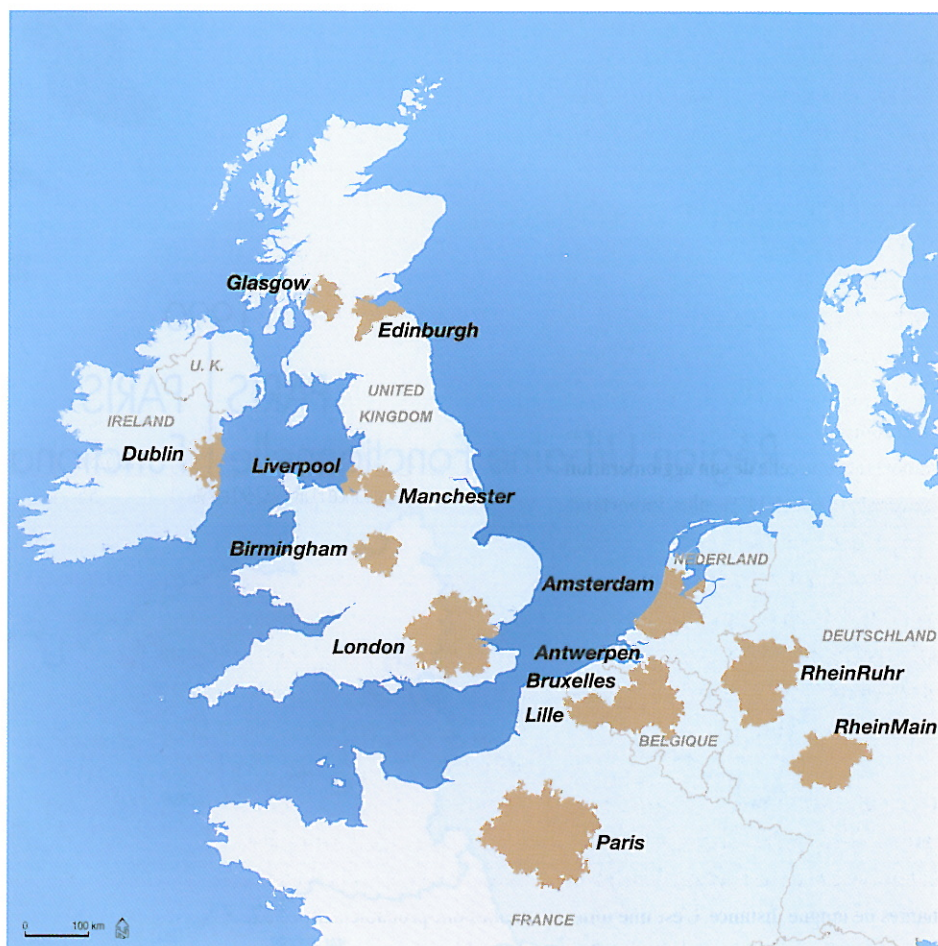 Glasgow
Edinburgh
U. K.
UNITED
KINGDOM
IRELAND
Dublin
Liverpool
Manchester
Birmingham
NEDERLAND
Amsterdam
London
DEUTSCHLAND
Antwerpen
Bruxelles
RheinRuhr
Lille
RheinMain
BELGIQUE
Paris
FRANCE
0 100 km